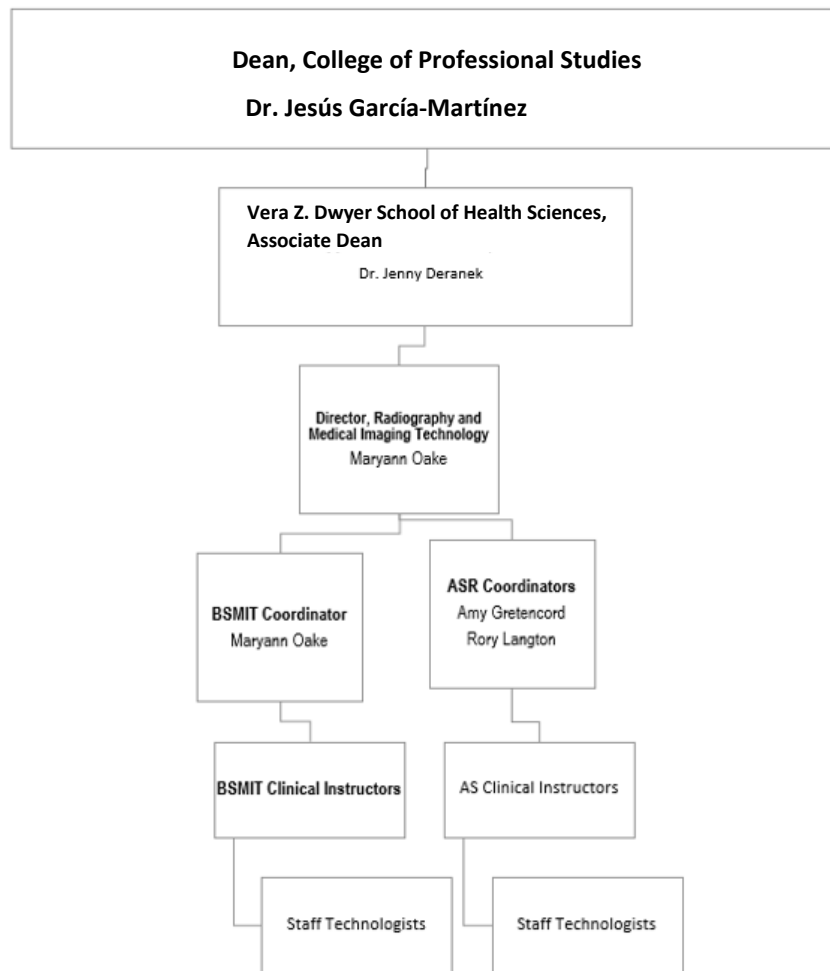 Dean, College of Professional Studies
Dr. Jesús García-Martínez
Vera Z. Dwyer School of Health Sciences,
Associate Dean
Dr. Jenny Deranek
Director, Radiography and
Medical Imaging Technology
Maryann Oake
BSMIT Coordinator
Maryann Oake
ASR Coordinators
Amy Gretencord
Rory Langton
BSMIT Clinical Instructors
AS Clinical Instructors
Staff Technologists
Staff Technologists